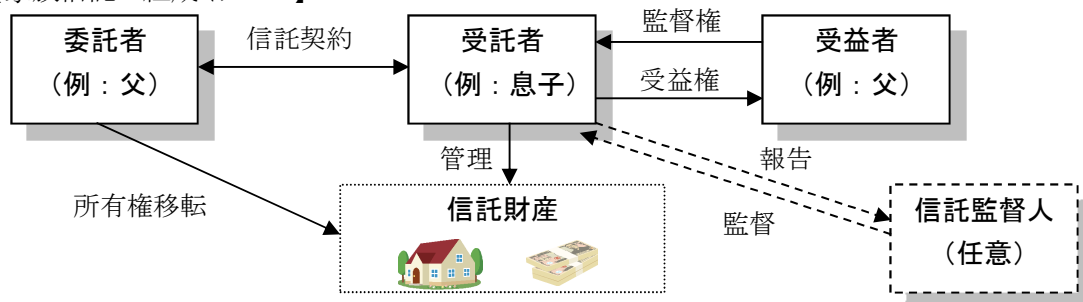 委託者
（例：父）
信託契約
受託者
（例：息子）
監督権
受益権
受益者
（例：父）
管理
報告
所有権移転
信託財産
監督
信託監督人
（任意）